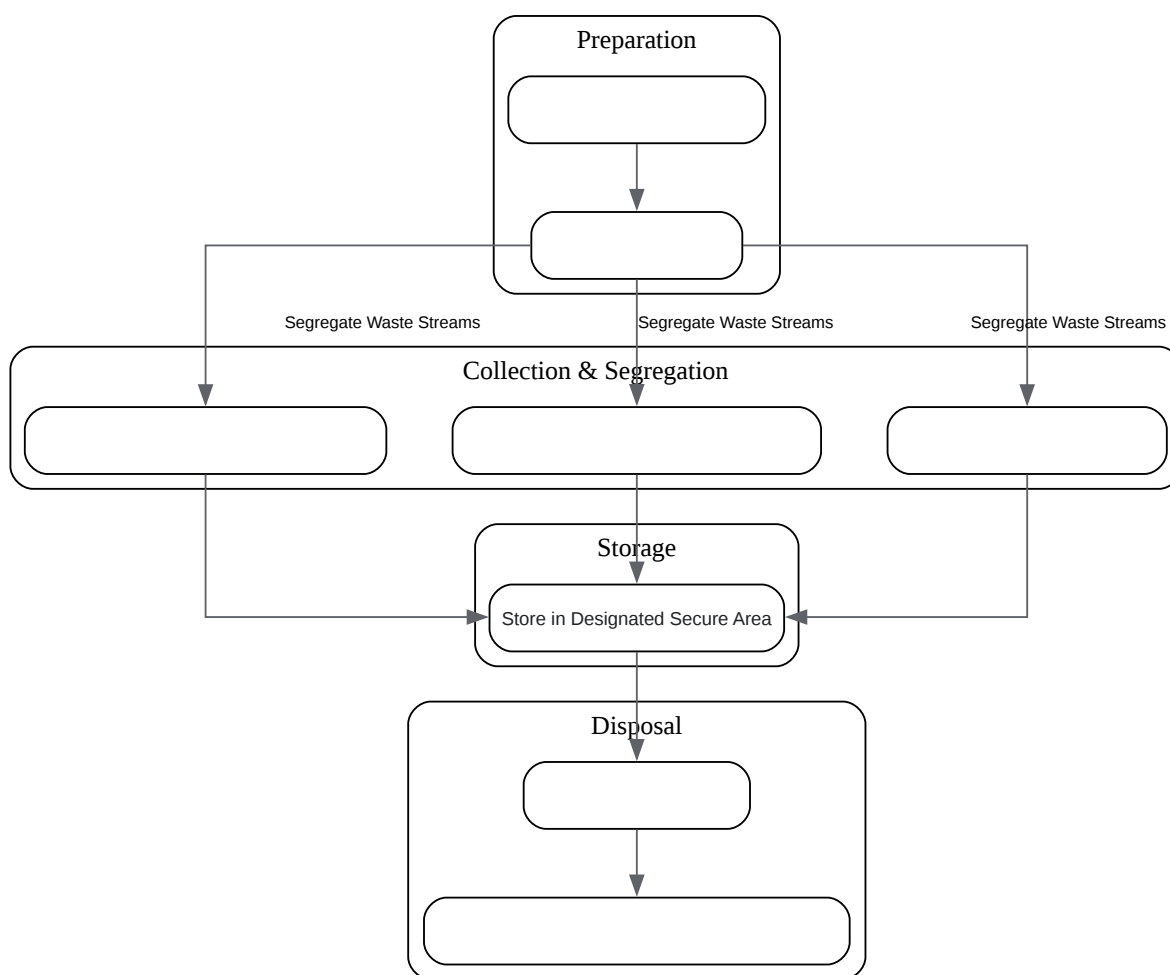 Preparation
Segregate Waste Streams
Segregate Waste Streams
Segregate Waste Streams
Collection & Segregation
Storage
Store in Designated Secure Area
Disposal